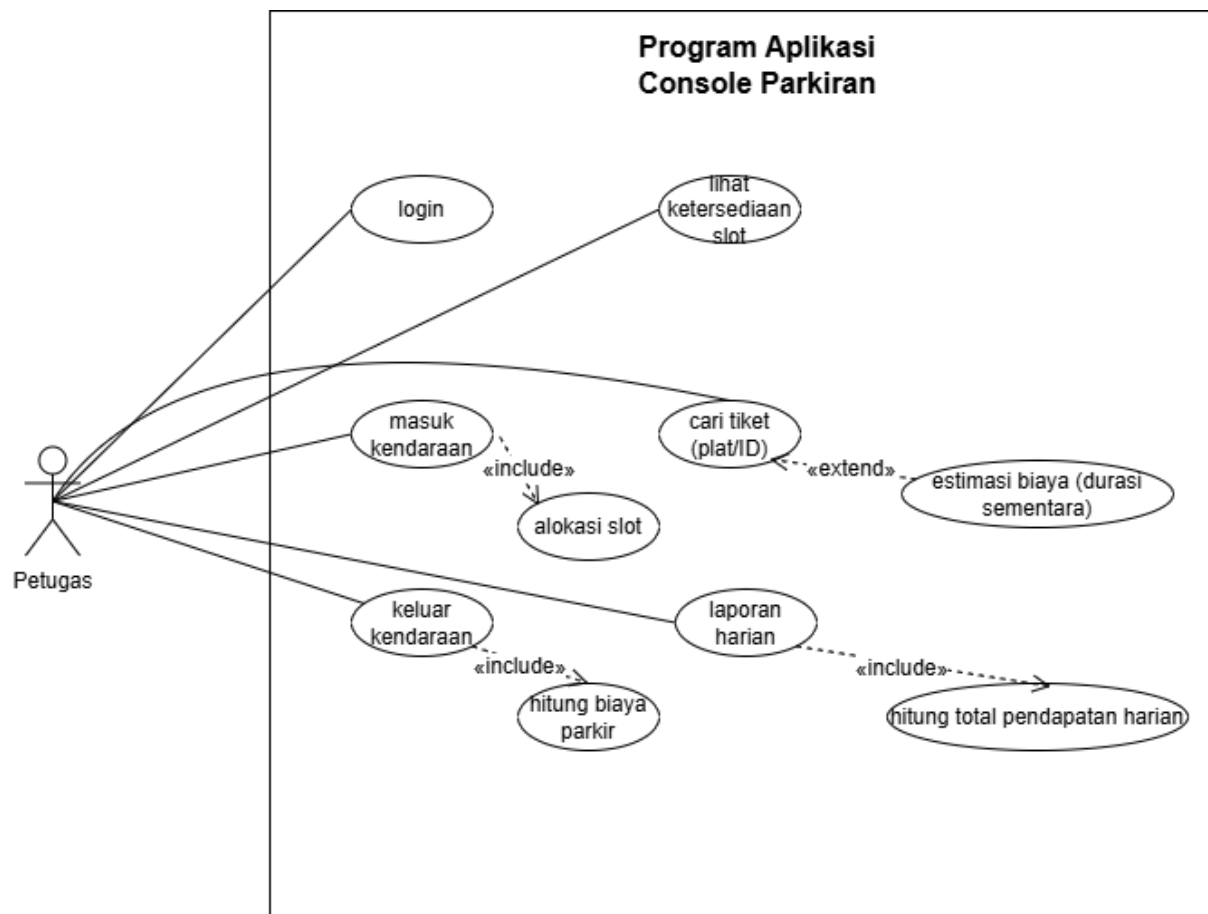 Program Aplikasi
Console Parkiran
login
lihat
ketersediaan
slot
masuk
kendaraan
«include»
alokasi slot
cari tiket
(plat/ID)
«extend»
estimasi biaya (durasi
sementara)
Petugas
keluar
kendaraan
«include»
hitung biaya
parkir
laporan
harian
«include»
hitung total pendapatan harian